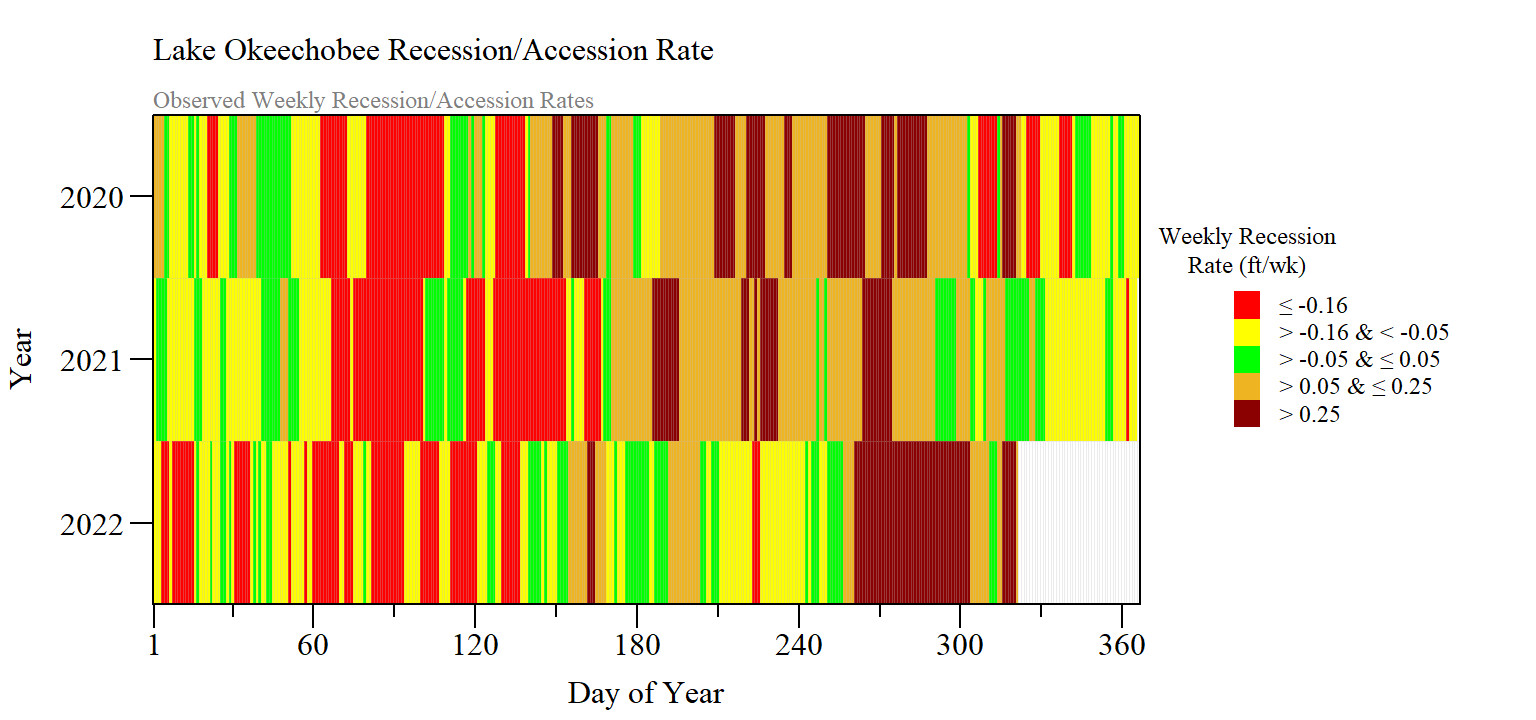 Lake Okeechobee Recession/Accession Rate
Observed Weekly Recession/Accession Rates
2020
2021
2022
Year
1 60 120 180 240 300 360
Day of Year
Weekly Recession
Rate (ft/wk)
≤ -0.16
> -0.16 & < -0.05
> -0.05 & ≤ 0.05
> 0.05 & ≤ 0.25
> 0.25